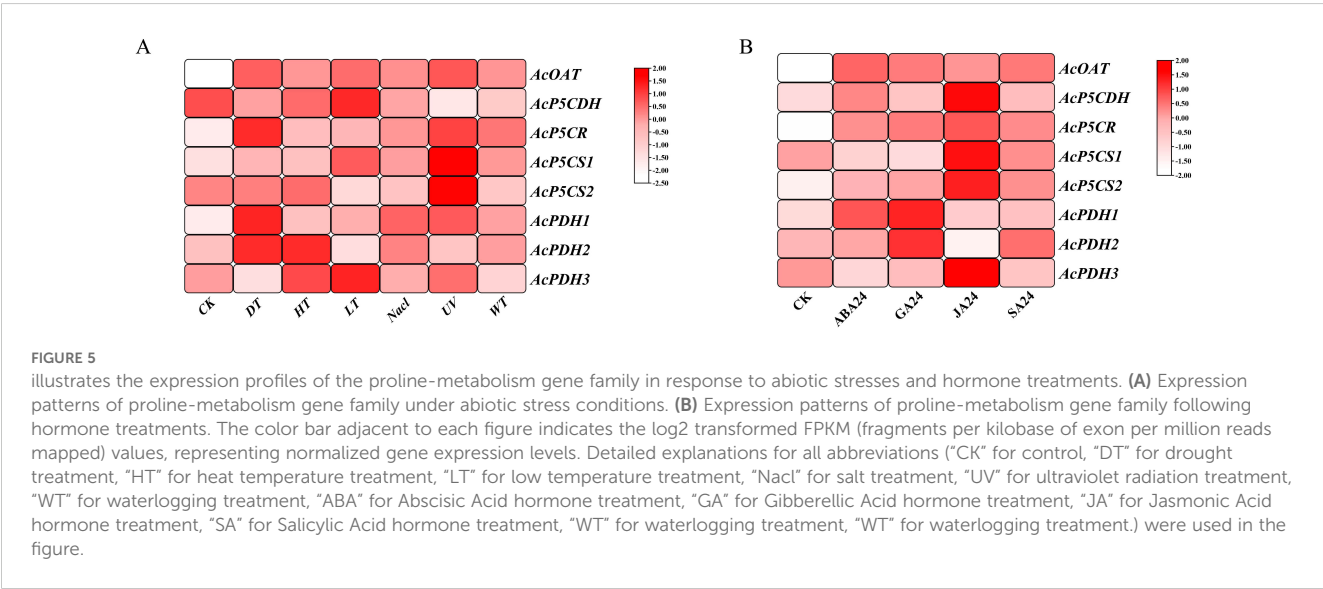 A
2.00
1.50
1.00
0.50
0.00
-0.50
-1.00
-1.50
-2.00
-2.50
AcOAT
AcP5CDH
AcP5CR
AcP5CS1
AcP5CS2
AcPDH1
AcPDH2
AcPDH3
CK DT HT LT Nacl UV WT
B
2.00
1.50
1.00
0.50
0.00
-0.50
-1.00
-1.50
-2.00
AcOAT
AcP5CDH
AcP5CR
AcP5CS1
AcP5CS2
AcPDH1
AcPDH2
AcPDH3
CK ABA24 GA24 JA24 SA24
FIGURE 5
illustrates the expression profiles of the proline-metabolism gene family in response to abiotic stresses and hormone treatments. (A) Expression
patterns of proline-metabolism gene family under abiotic stress conditions. (B) Expression patterns of proline-metabolism gene family following
hormone treatments. The color bar adjacent to each figure indicates the log2 transformed FPKM (fragments per kilobase of exon per million reads
mapped) values, representing normalized gene expression levels. Detailed explanations for all abbreviations (“CK” for control, “DT” for drought
treatment, “HT” for heat temperature treatment, “LT” for low temperature treatment, “Nacl” for salt treatment, “UV” for ultraviolet radiation treatment,
“WT” for waterlogging treatment, “ABA” for Abscisic Acid hormone treatment, “GA” for Gibberellic Acid hormone treatment, “JA” for Jasmonic Acid
hormone treatment, “SA” for Salicylic Acid hormone treatment, “WT” for waterlogging treatment, “WT” for waterlogging treatment.) were used in the
figure.